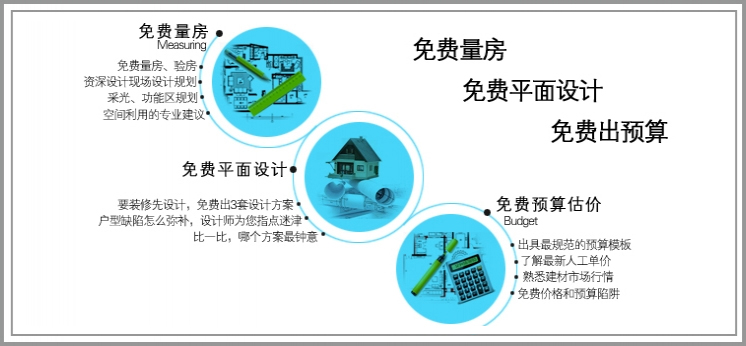 免费量房
Measuring
免费量房、验房
资深设计现场设计规划
采光、功能区规划
空间利用的专业建议
免费量房
免费平面设计
免费出预算
免费平面设计
要装修先设计，免费出3套设计方案
户型缺陷怎么弥补，设计师为您指点迷津
比一比，哪个方案最钟意
免费预算估价
Budget
出具最规范的预算模板
了解最新人工单价
熟悉建材市场行情
免费价格和预算陷阱